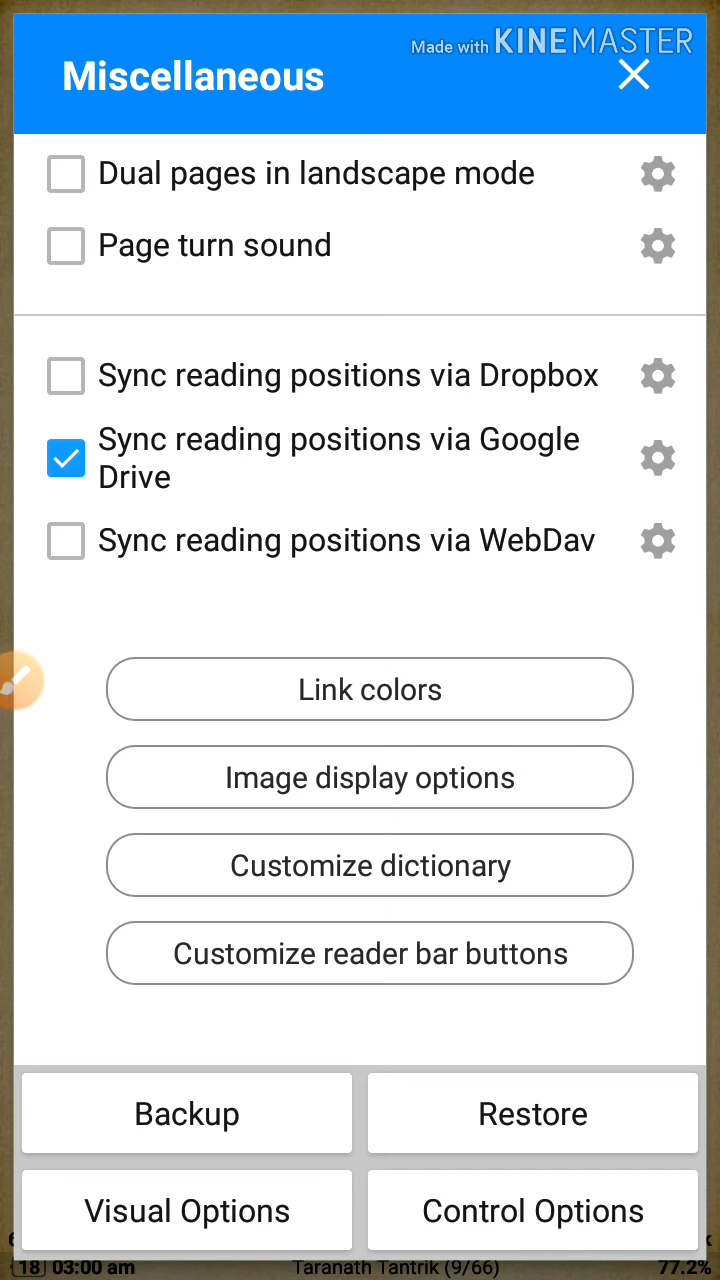 Made with KINEMASTER
Miscellaneous
Dual pages in landscape mode
Page turn sound
Sync reading positions via Dropbox
Sync reading positions via Google
Drive
Sync reading positions via WebDav
Link colors
Image display options
Customize dictionary
Customize reader bar buttons
Backup Restore
Visual Options Control Options
18 03:00 am Taranath Tantrik (9/66) 77.2%